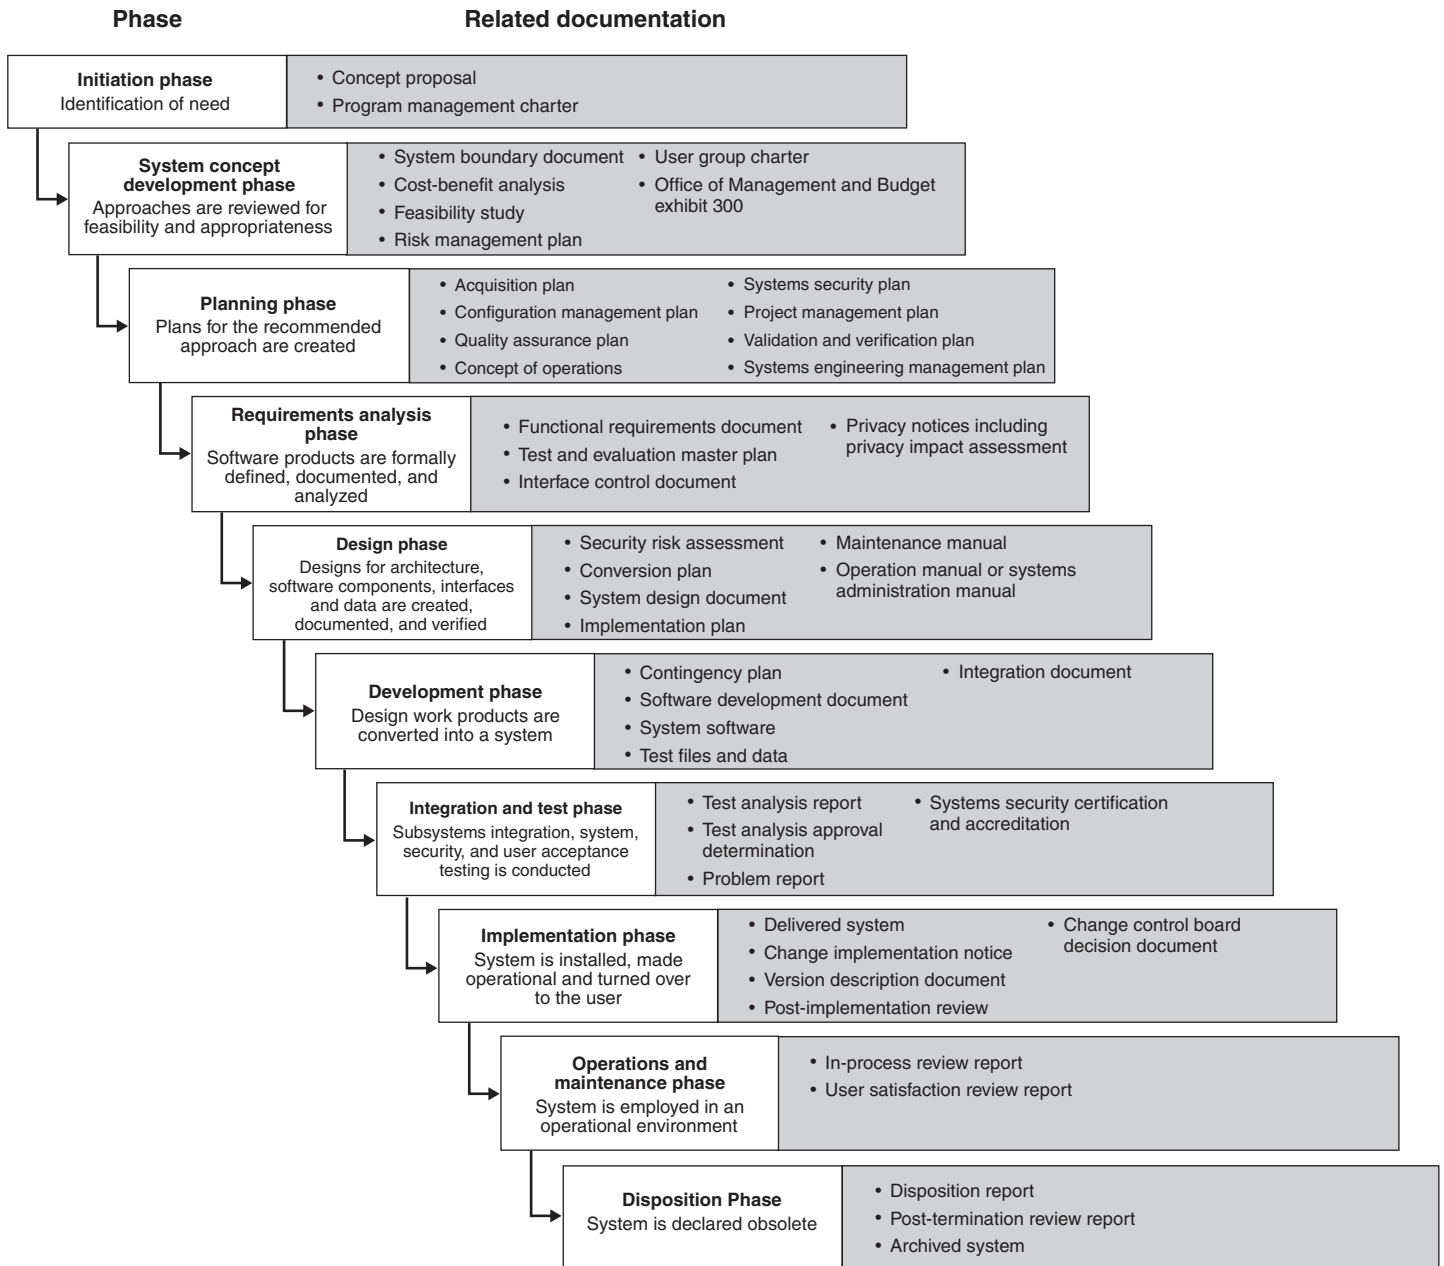 Phase
Related documentation
Initiation phase
Identification of need
• Concept proposal
• Program management charter
System concept
development phase
Approaches are reviewed for
feasibility and appropriateness
• System boundary document
• Cost-benefit analysis
• Feasibility study
• Risk management plan
• User group charter
• Office of Management and Budget
exhibit 300
Planning phase
Plans for the recommended
approach are created
• Acquisition plan
• Configuration management plan
• Quality assurance plan
• Concept of operations
• Systems security plan
• Project management plan
• Validation and verification plan
• Systems engineering management plan
Requirements analysis
phase
Software products are formally
defined, documented, and
analyzed
• Functional requirements document
• Test and evaluation master plan
• Interface control document
• Privacy notices including
privacy impact assessment
Design phase
Designs for architecture,
software components, interfaces
and data are created,
documented, and verified
• Security risk assessment
• Conversion plan
• System design document
• Implementation plan
• Maintenance manual
• Operation manual or systems
administration manual
Development phase
Design work products are
converted into a system
• Contingency plan
• Software development document
• System software
• Test files and data
• Integration document
Integration and test phase
Subsystems integration, system,
security, and user acceptance
testing is conducted
• Test analysis report
• Test analysis approval
determination
• Problem report
• Systems security certification
and accreditation
Implementation phase
System is installed, made
operational and turned over
to the user
• Delivered system
• Change implementation notice
• Version description document
• Post-implementation review
• Change control board
decision document
Operations and
maintenance phase
System is employed in an
operational environment
• In-process review report
• User satisfaction review report
Disposition Phase
System is declared obsolete
• Disposition report
• Post-termination review report
• Archived system